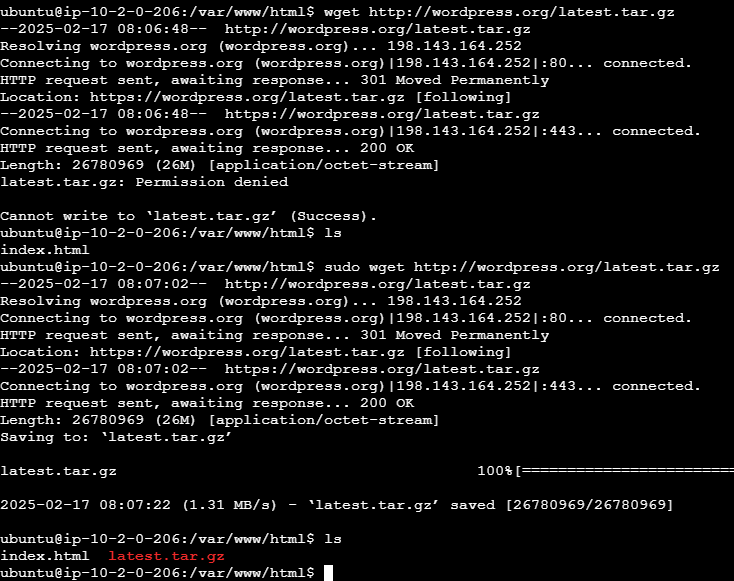 ubuntu@ip-10-2-0-206:/var/www/html$ wget http://wordpress.org/latest.tar.gz
--2025-02-17 08:06:48--  http://wordpress.org/latest.tar.gz
Resolving wordpress.org (wordpress.org)... 198.143.164.252
Connecting to wordpress.org (wordpress.org)|198.143.164.252|:80... connected.
HTTP request sent, awaiting response... 301 Moved Permanently
Location: https://wordpress.org/latest.tar.gz [following]
--2025-02-17 08:06:48--  https://wordpress.org/latest.tar.gz
Connecting to wordpress.org (wordpress.org)|198.143.164.252|:443... connected.
HTTP request sent, awaiting response... 200 OK
Length: 26780969 (26M) [application/octet-stream]
latest.tar.gz: Permission denied

Cannot write to ‘latest.tar.gz’ (Success).
ubuntu@ip-10-2-0-206:/var/www/html$ ls
index.html
ubuntu@ip-10-2-0-206:/var/www/html$ sudo wget http://wordpress.org/latest.tar.gz
--2025-02-17 08:07:02--  http://wordpress.org/latest.tar.gz
Resolving wordpress.org (wordpress.org)... 198.143.164.252
Connecting to wordpress.org (wordpress.org)|198.143.164.252|:80... connected.
HTTP request sent, awaiting response... 301 Moved Permanently
Location: https://wordpress.org/latest.tar.gz [following]
--2025-02-17 08:07:02--  https://wordpress.org/latest.tar.gz
Connecting to wordpress.org (wordpress.org)|198.143.164.252|:443... connected.
HTTP request sent, awaiting response... 200 OK
Length: 26780969 (26M) [application/octet-stream]
Saving to: ‘latest.tar.gz’

latest.tar.gz                                        100%[========================

2025-02-17 08:07:22 (1.31 MB/s) - ‘latest.tar.gz’ saved [26780969/26780969]

ubuntu@ip-10-2-0-206:/var/www/html$ ls
index.html  latest.tar.gz
ubuntu@ip-10-2-0-206:/var/www/html$